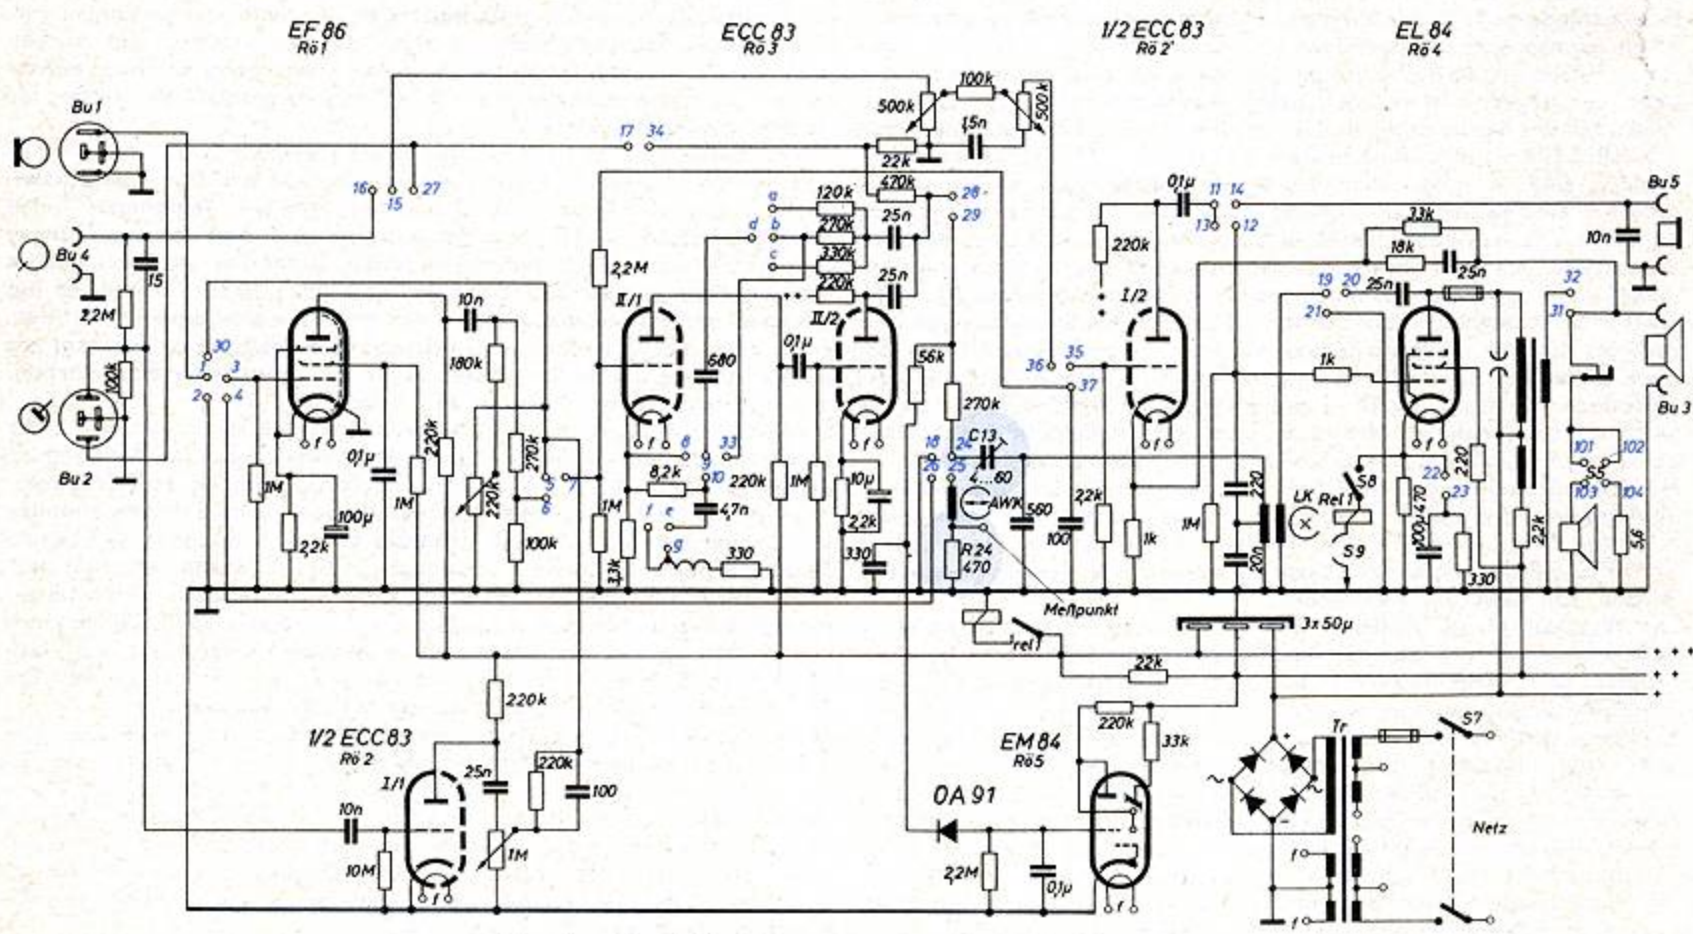 EF 86
Rö1
ECC 83
Rö 3
1/2 ECC 83
Rö 2'
EL 84
Rö 4
Bu 1
Bu 4
Bu 2
Bu 5
Bu 3
16
15
27
17
34
500k
100k
500k
1,5n
22k
470k
28
29
a
120k
d
b
270k
25n
c
330k
220k
25n
0,1µ
11
14
13
12
220k
33k
18k
25n
10n
15
2,2M
100k
30
1
3
2
4
10n
180k
220k
0,1µ
1M
2,2k
100µ
1M
220k
270k
5
6
7
100k
2,2M
II/1
II/2
680
0,1µ
56k
270k
8
9
33
10
8,2k
4,7n
220k
1M
1M
3,3k
f
e
g
330
10µ
2,2k
330
18
24
26
25
C13
4...60
AWK
560
R 24
470
Meßpunkt
36
35
37
I/2
22k
100
1k
19
20
21
25n
1k
1M
220
20n
LK
Rel 1
S8
S9
22
23
470
100µ
220
330
2,2k
32
31
101
102
103
104
5,6
3x 50µ
rel 1
22k
+ + +
+ +
+
220k
1/2 ECC 83
Rö 2
I/1
25n
220k
100
10n
10M
1M
OA 91
2,2M
0,1µ
EM 84
Rö5
220k
33k
Tr
S7
Netz
f
f